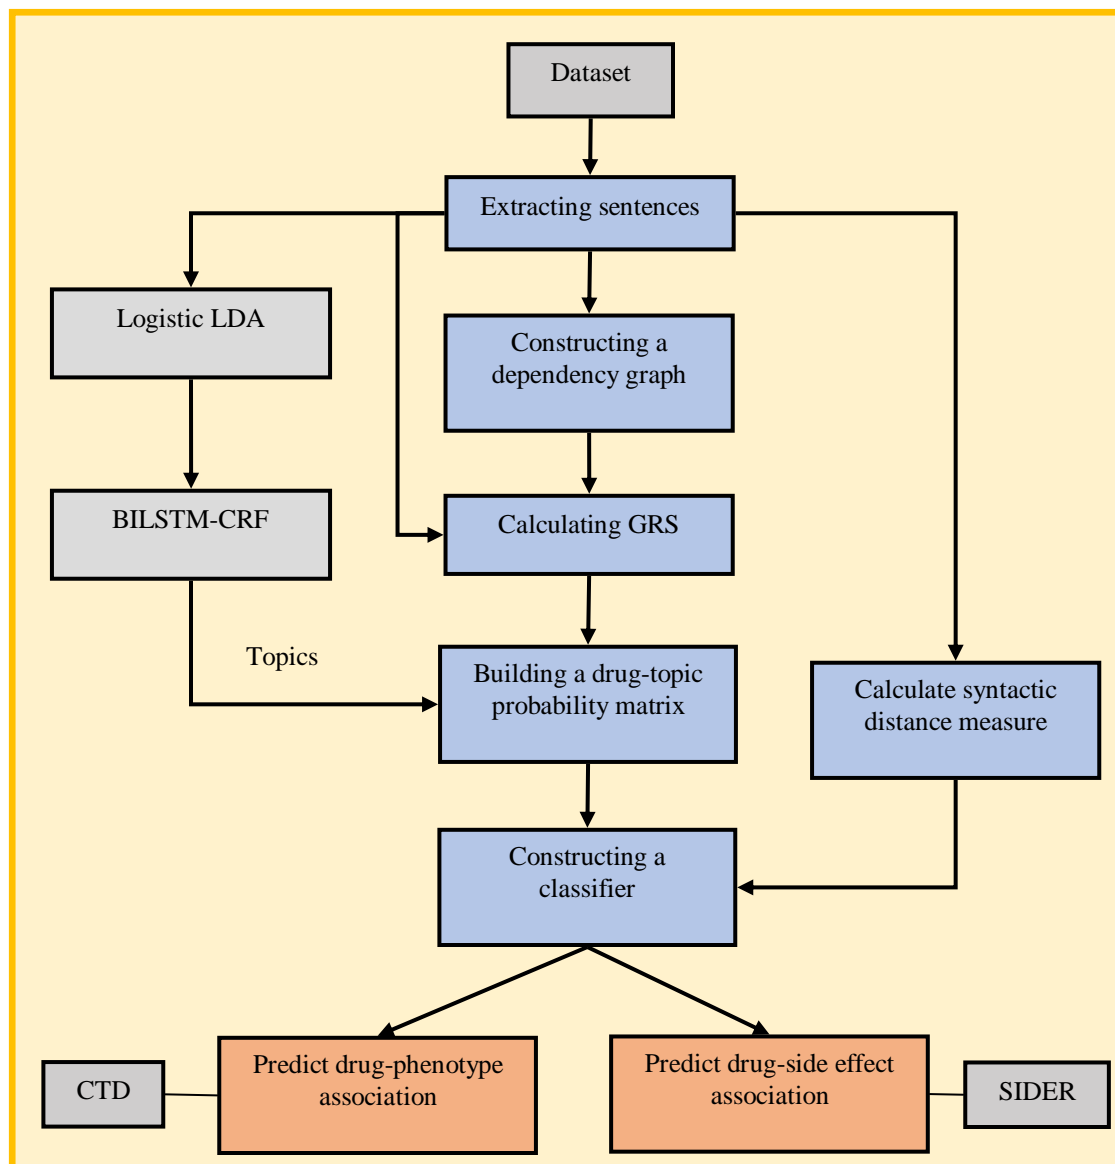 Dataset
Extracting sentences
Logistic LDA
Constructing a
dependency graph
BILSTM-CRF
Calculating GRS
Topics
Building a drug-topic
probability matrix
Calculate syntactic
distance measure
Constructing a
classifier
CTD
Predict drug-phenotype
association
Predict drug-side effect
association
SIDER